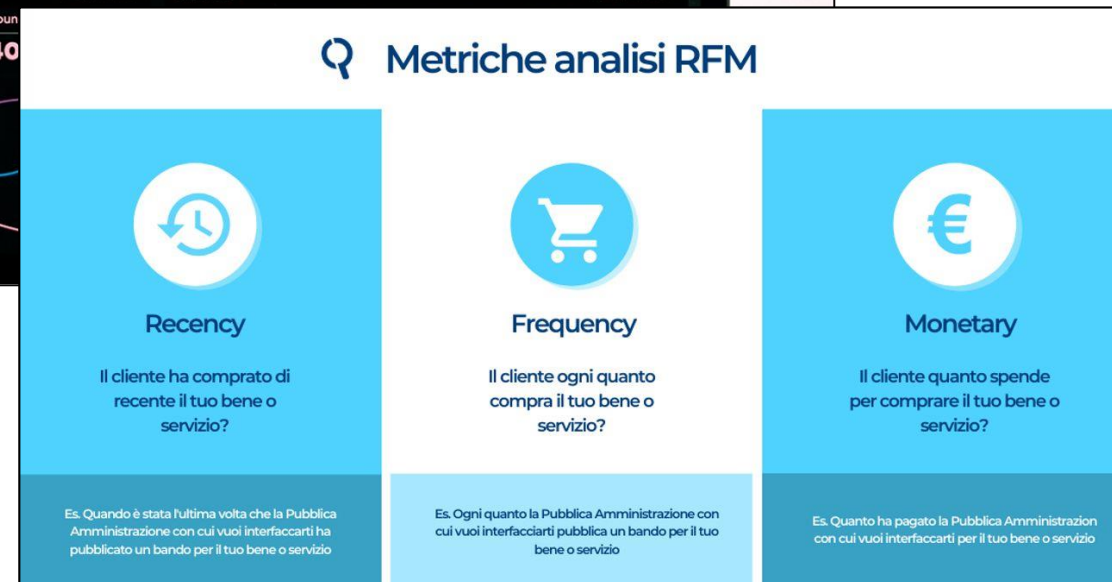 Metriche analisi RFM
Recency
Il cliente ha comprato di
recente il tuo bene o
servizio?
Es. Quando è stata l'ultima volta che la Pubblica
Amministrazione con cui vuoi interfaccarti ha
pubblicato un bando per il tuo bene o servizio
Frequency
Il cliente ogni quanto
compra il tuo bene o
servizio?
Es. Ogni quanto la Pubblica Amministrazione con
cui vuoi interfacciarti pubblica un bando per il tuo
bene o servizio
€
Monetary
Il cliente quanto spende
per comprare il tuo bene o
servizio?
Es. Quanto ha pagato la Pubblica Amministrazion
con cui vuoi interfaccarti per il tuo bene o servizio